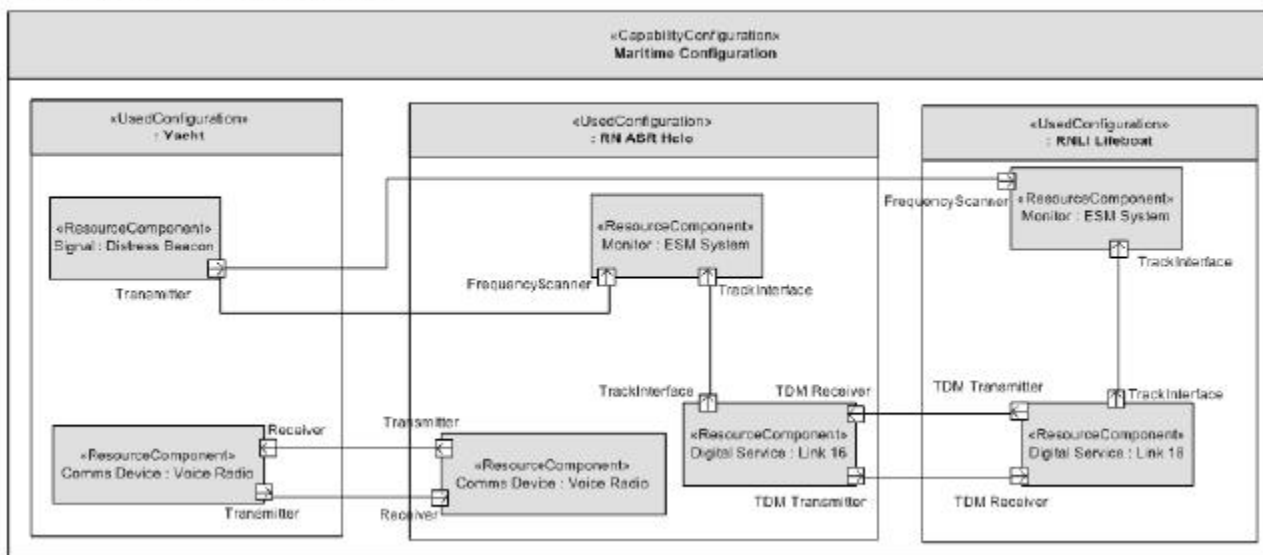 «CapabilityConfiguration»
Maritime Configuration
«UsedConfiguration»
: Yacht
«UsedConfiguration»
: RN ASR Helo
«UsedConfiguration»
: RNLI Lifeboat
«ResourceComponent»
Signal : Distress Beacon
Transmitter
«ResourceComponent»
Monitor : ESM System
FrequencyScanner
TrackInterface
FrequencyScanner
«ResourceComponent»
Monitor : ESM System
TrackInterface
TrackInterface
TDM Receiver
TDM Transmitter
TrackInterface
Receiver
Transmitter
«ResourceComponent»
Comms Device : Voice Radio
Transmitter
«ResourceComponent»
Comms Device : Voice Radio
Receiver
«ResourceComponent»
Digital Service : Link 16
TDM Transmitter
«ResourceComponent»
Digital Service : Link 16
TDM Receiver